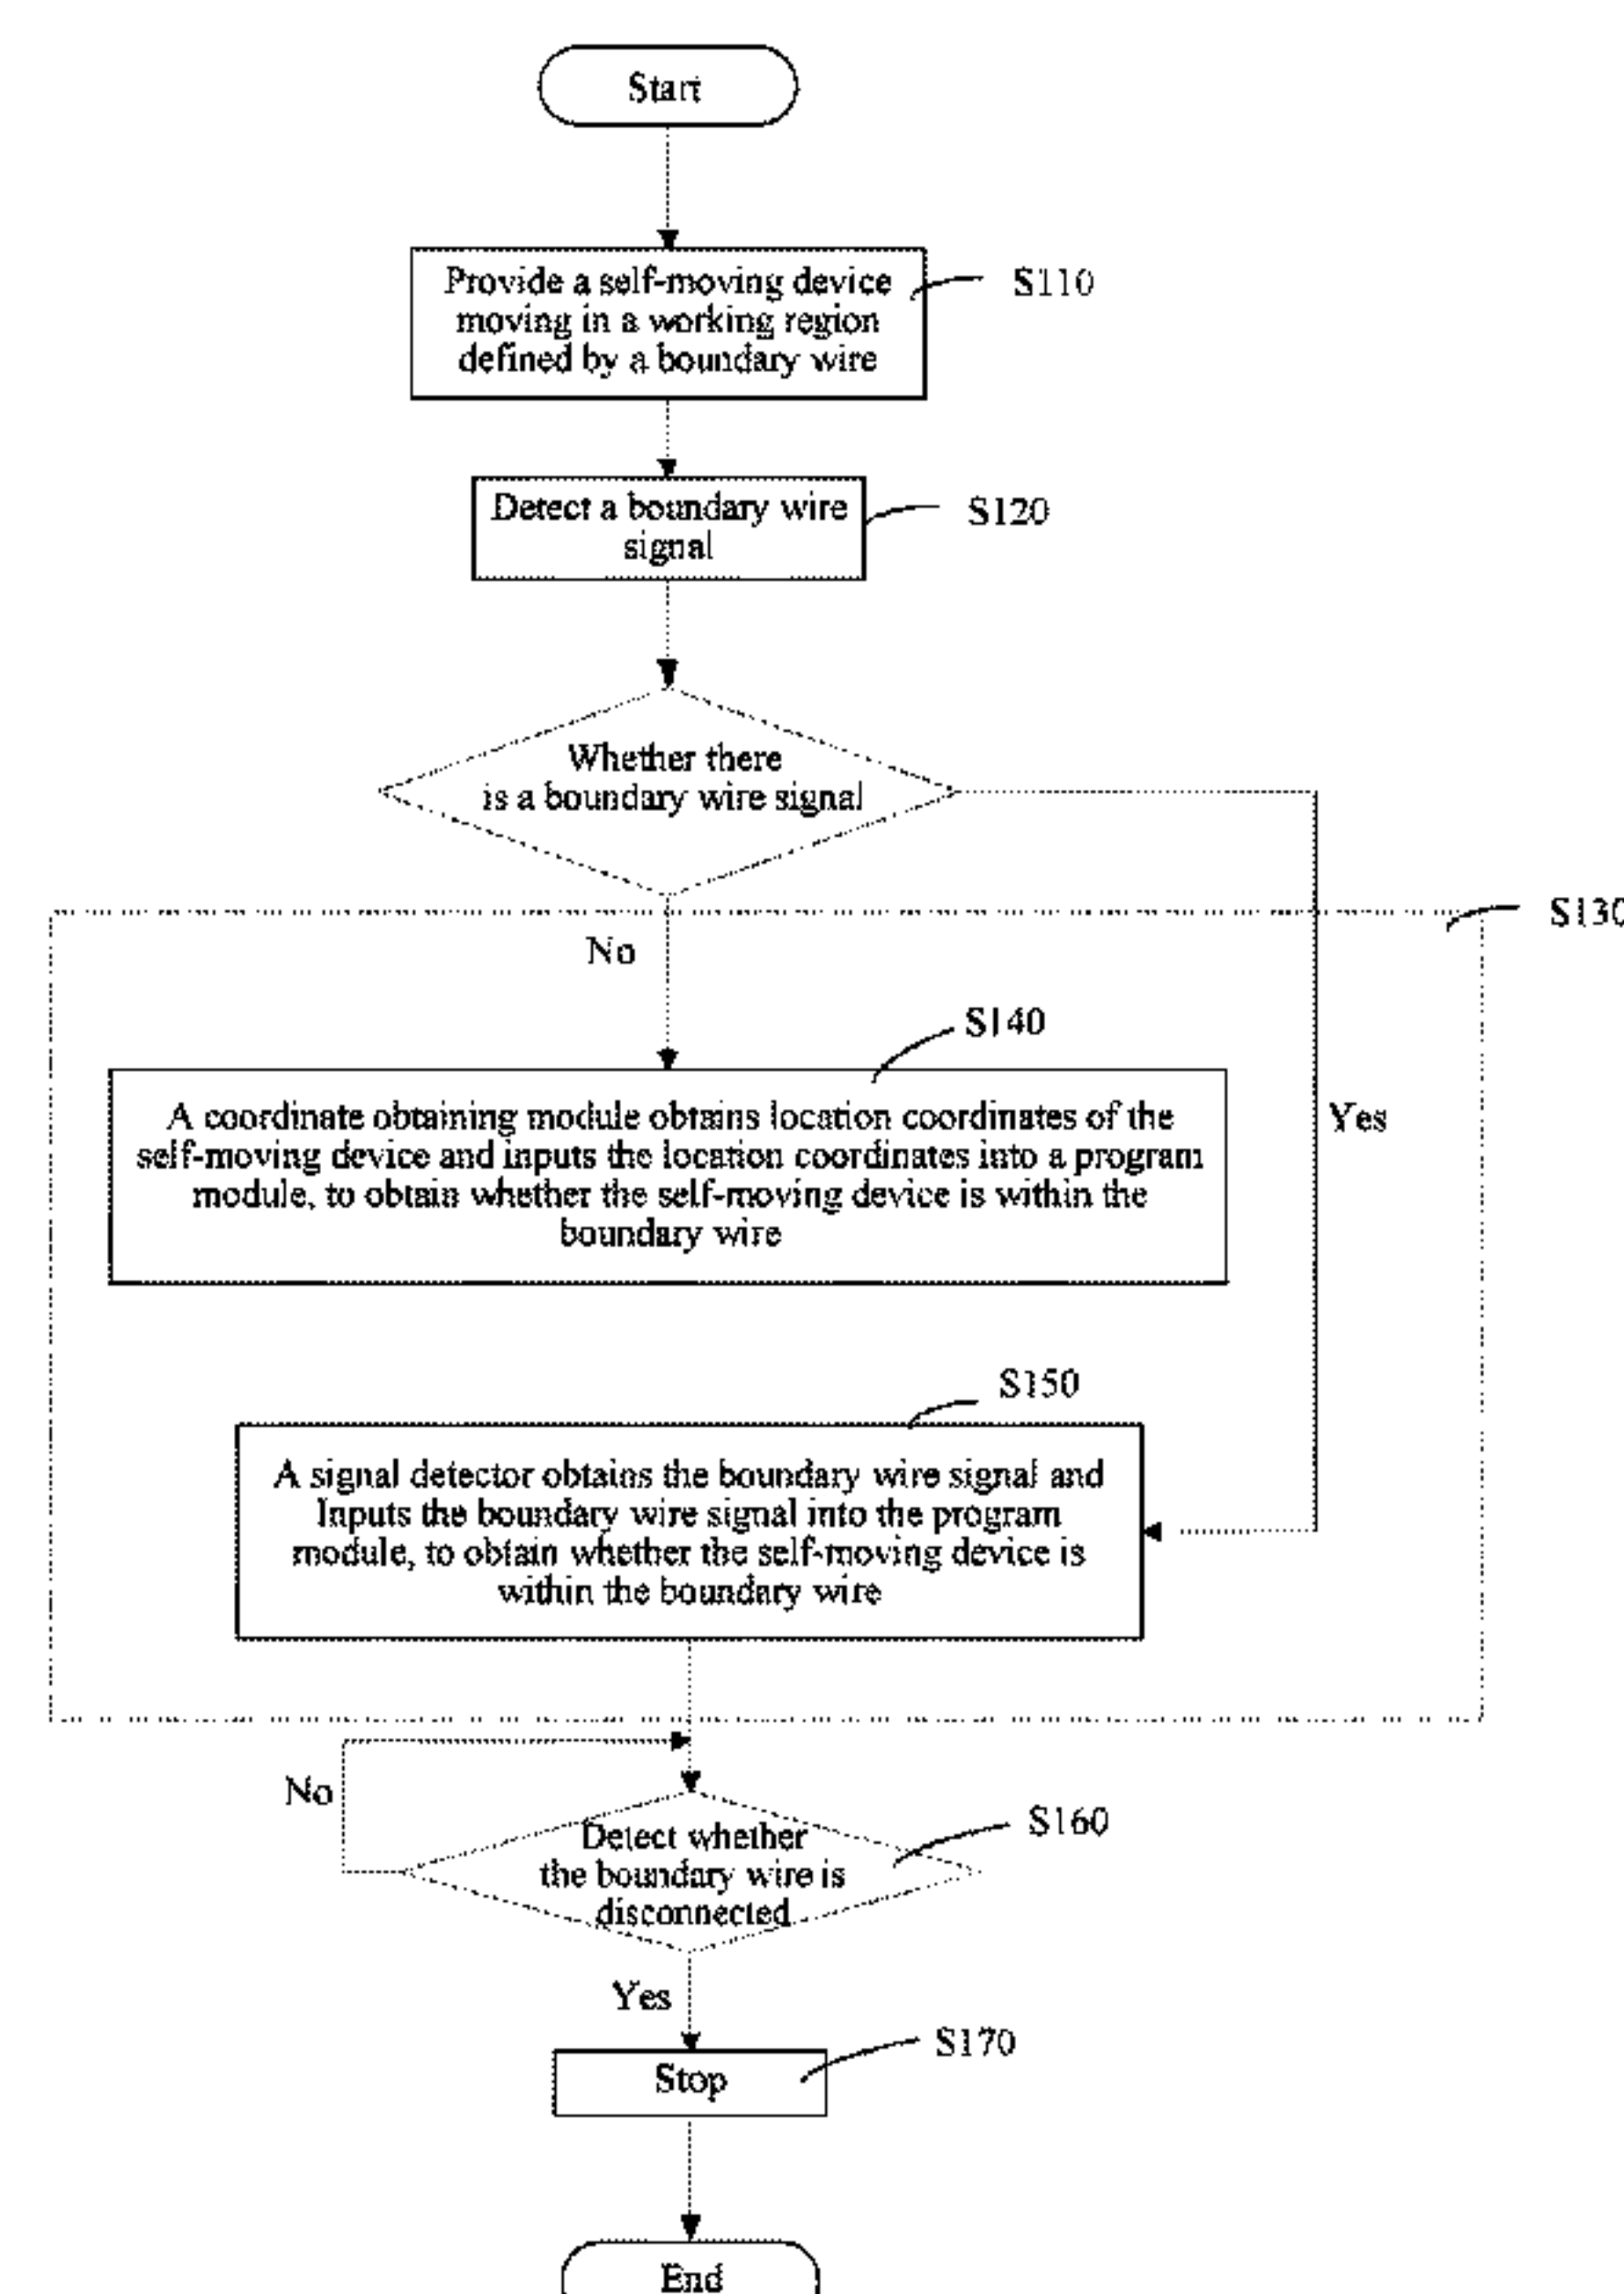 Start
Provide a self-moving device
moving in a working region
defined by a boundary wire
S110
Detect a boundary wire
signal
S120
Whether there
is a boundary wire signal
S130
No
S140
A coordinate obtaining module obtains location coordinates of the
self-moving device and inputs the location coordinates into a program
module, to obtain whether the self-moving device is within the
boundary wire
Yes
S150
A signal detector obtains the boundary wire signal and
Inputs the boundary wire signal into the program
module, to obtain whether the self-moving device is
within the boundary wire
No
Detect whether
the boundary wire is
disconnected
S160
Yes
S170
Stop
End